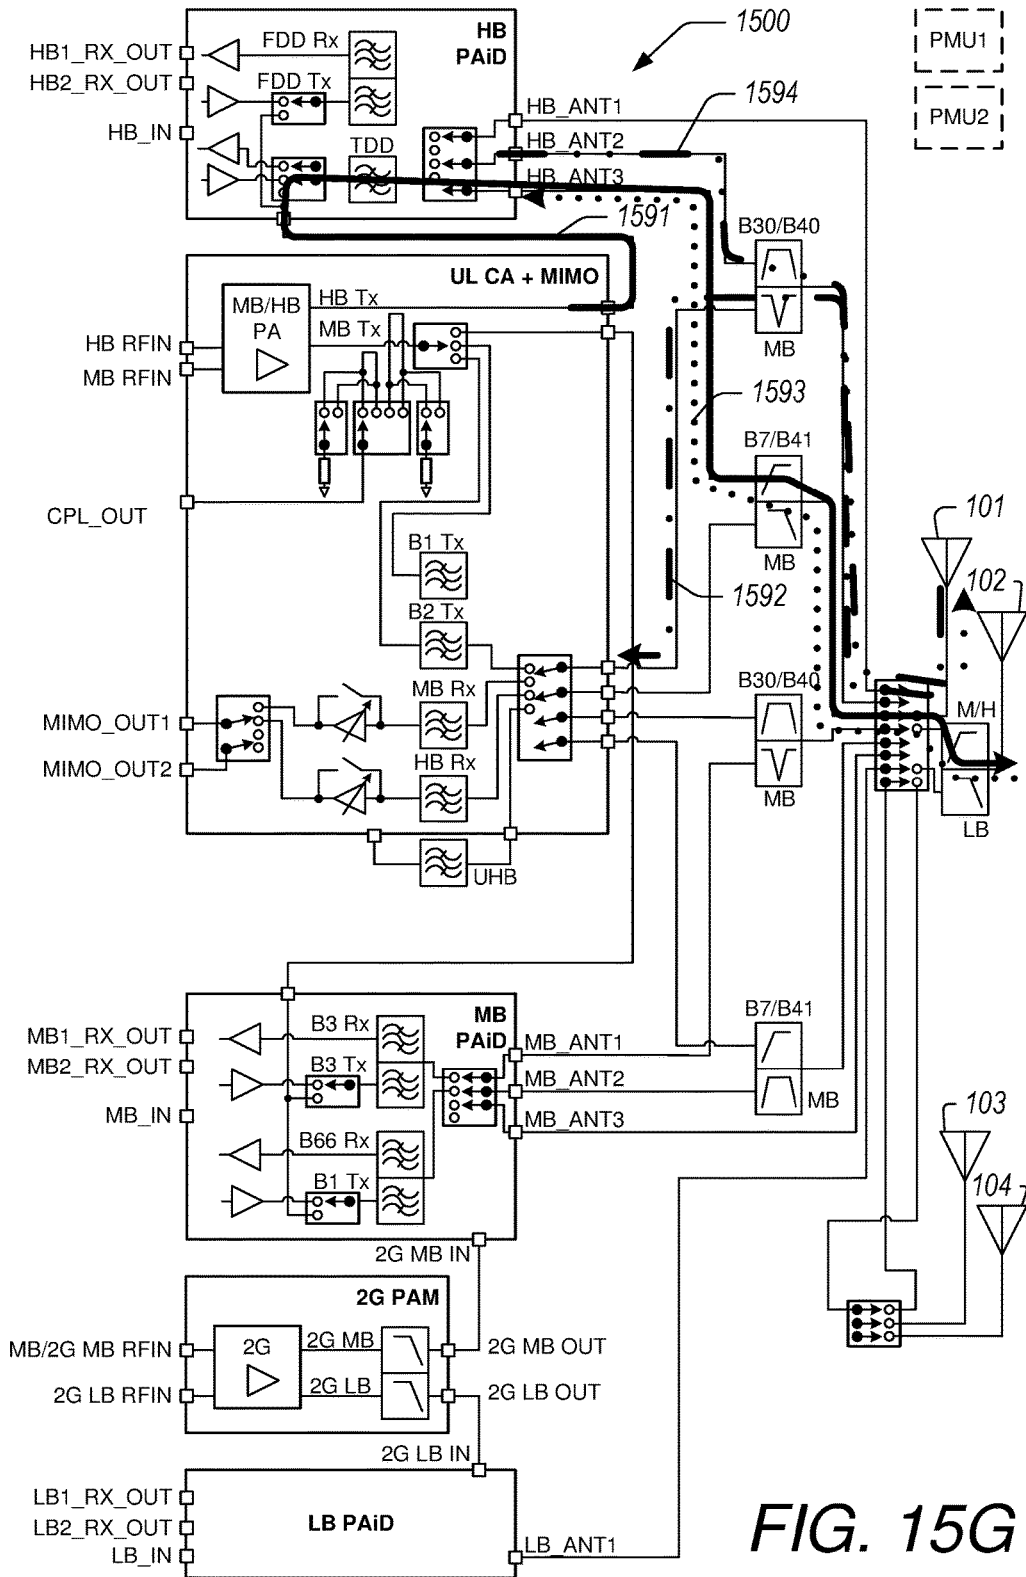 HB PAiD
1500
PMU1
PMU2
HB1_RX_OUT
HB2_RX_OUT
HB_IN
FDD Rx
FDD Tx
TDD
HB_ANT1
HB_ANT2
HB_ANT3
1594
1591
B30/B40
MB
UL CA + MIMO
MB/HB PA
HB Tx
MB Tx
HB RFIN
MB RFIN
CPL_OUT
1593
B7/B41
MB
1592
101
102
B1 Tx
B2 Tx
MB Rx
HB Rx
MIMO_OUT1
MIMO_OUT2
UHB
B30/B40
MB
M/H
LB
MB PAiD
MB1_RX_OUT
MB2_RX_OUT
MB_IN
B3 Rx
B3 Tx
B66 Rx
B1 Tx
MB_ANT1
MB_ANT2
MB_ANT3
B7/B41
MB
103
104
2G MB IN
2G PAM
MB/2G MB RFIN
2G LB RFIN
2G
2G MB
2G LB
2G MB OUT
2G LB OUT
2G LB IN
LB1_RX_OUT
LB2_RX_OUT
LB_IN
LB PAiD
LB_ANT1
FIG. 15G